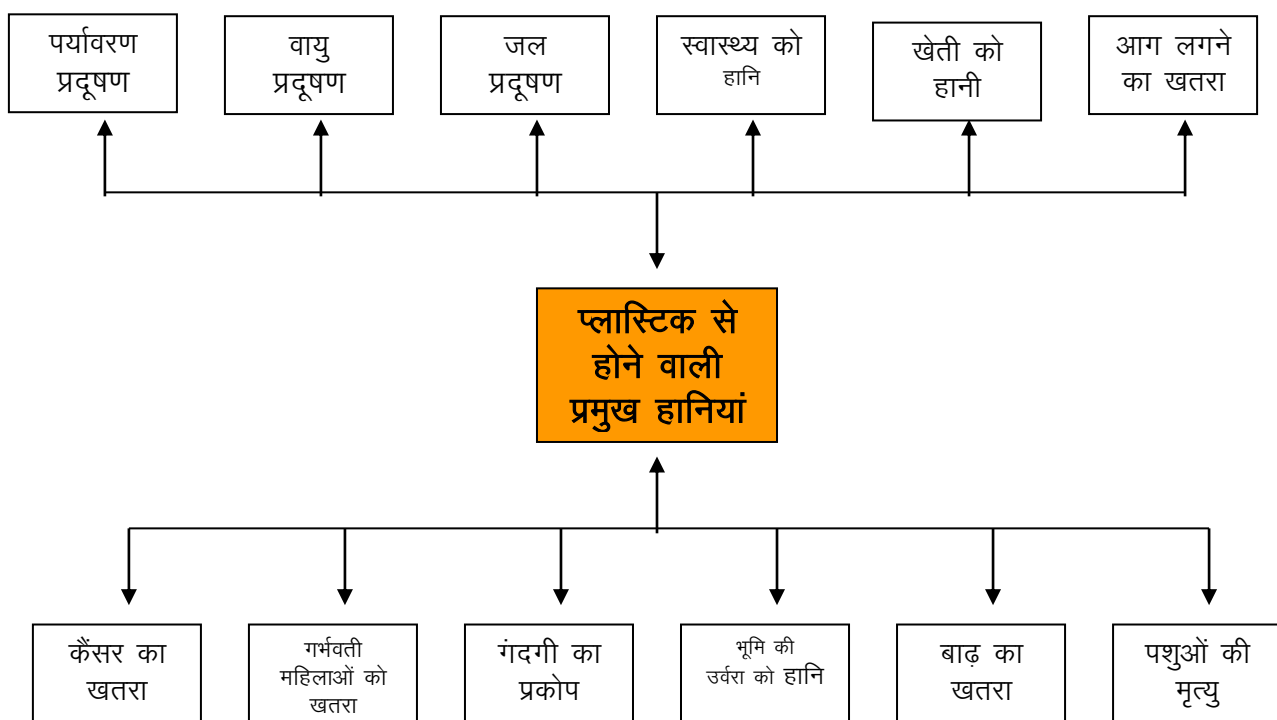 पर्यावरण
प्रदूषण
वायु
प्रदूषण
जल
प्रदूषण
स्वास्थ्य को
हानि
खेती को
हानी
आग लगने
का खतरा
प्लास्टिक से
होने वाली
प्रमुख हानियां
कैंसर का
खतरा
गर्भवती
महिलाओं को
खतरा
गंदगी का
प्रकोप
भूमि की
उर्वरा को हानि
बाढ़ का
खतरा
पशुओं की
मृत्यु